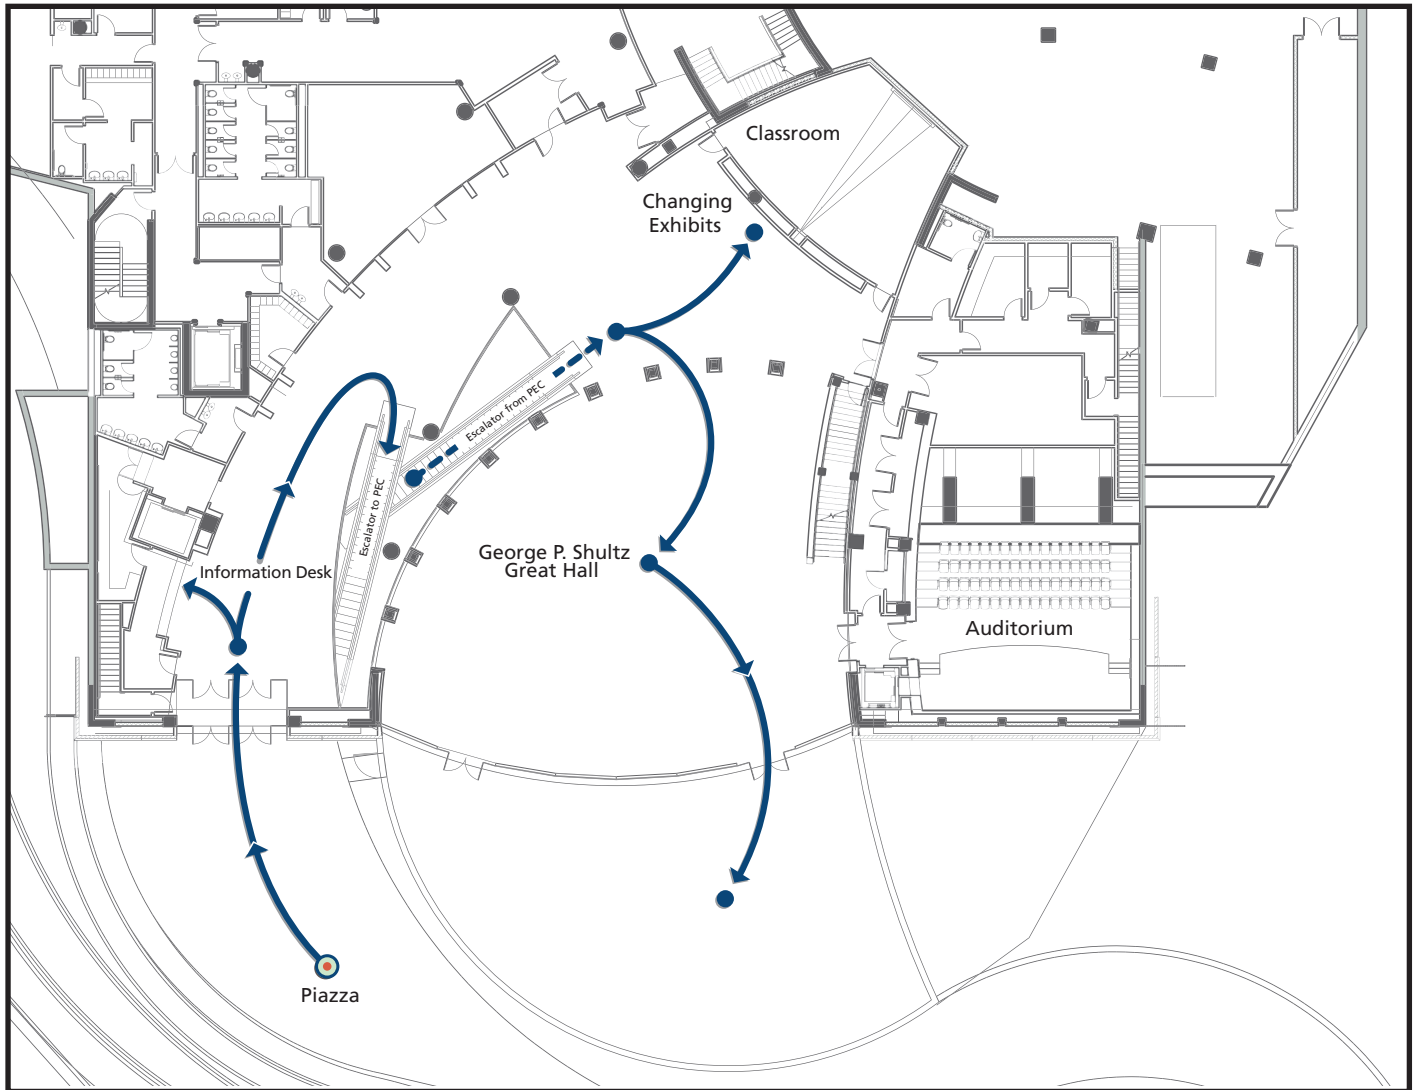 Classroom
Changing
Exhibits
Escalator from PEC
Escalator to PEC
George P. Shultz
Great Hall
Information Desk
Auditorium
Piazza